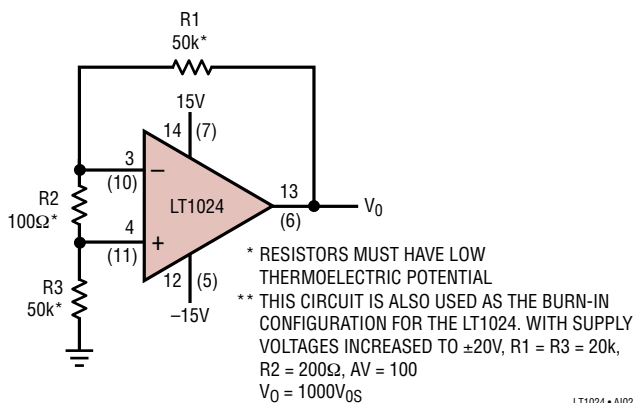 R1
50k*
15V
14 (7)
3
(10)
−
R2
100Ω*
LT1024
13
(6)
V0
4
(11)
+
R3
50k*
12 (5)
–15V
* RESISTORS MUST HAVE LOW
THERMOELECTRIC POTENTIAL
** THIS CIRCUIT IS ALSO USED AS THE BURN-IN
CONFIGURATION FOR THE LT1024. WITH SUPPLY
VOLTAGES INCREASED TO ±20V, R1 = R3 = 20k,
R2 = 200Ω, AV = 100
V0 = 1000V0S
LT1024 • AI02